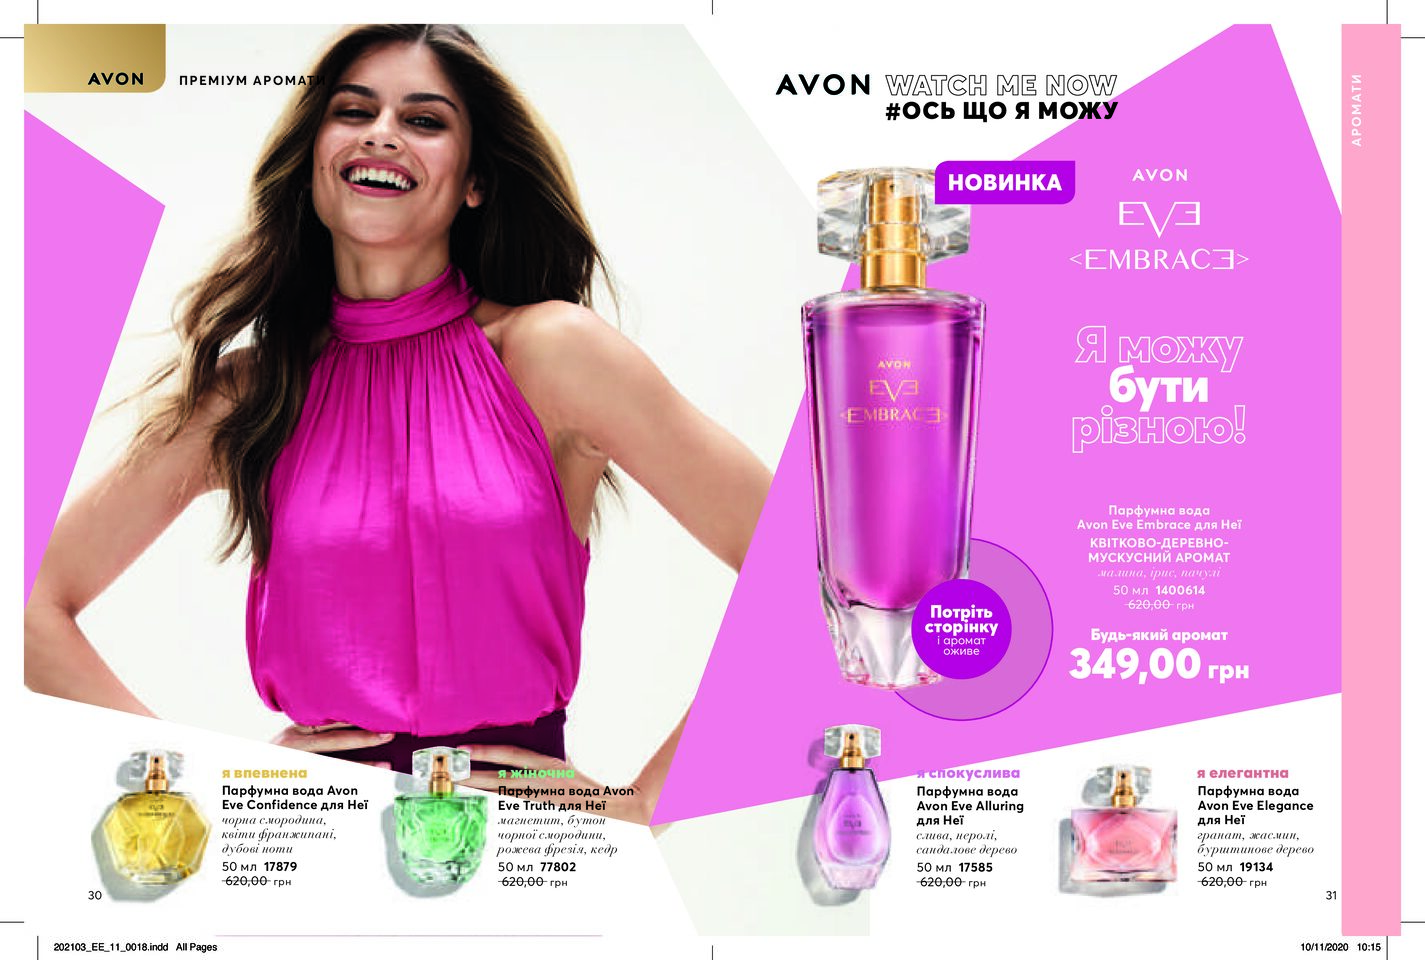 AVON ПРЕМІУМ АРОМАТИ
AVON WATCH ME NOW
#ОСЬ ЩО Я МОЖУ
АРОМАТИ
НОВИНКА
AVON
EVE
<EMBRACE>
AVON
EVE
<EMBRACE>
Я можу
бути
різною!
Парфумна вода
Avon Eve Embrace для Неї
КВІТКОВО-ДЕРЕВНО-
МУСКУСНИЙ АРОМАТ
малина, ірис, пачулі
50 мл 1400614
620,00 грн
Будь-який аромат
349,00 грн
Потріть
сторінку
і аромат
оживе
я впевнена
Парфумна вода Avon
Eve Confidence для Неї
чорна смородина,
квіти франжипані,
дубові ноти
50 мл 17879
620,00 грн
я жіночна
Парфумна вода Avon
Eve Truth для Неї
магнетит, бутон
чорної смородини,
рожева фрезія, кедр
50 мл 77802
620,00 грн
я спокуслива
Парфумна вода
Avon Eve Alluring
для Неї
слива, неролі,
сандалове дерево
50 мл 17585
620,00 грн
я елегантна
Парфумна вода
Avon Eve Elegance
для Неї
гранат, жасмин,
бурштинове дерево
50 мл 19134
620,00 грн
30
31
202103_EE_11_0018.indd All Pages
10/11/2020 10:15